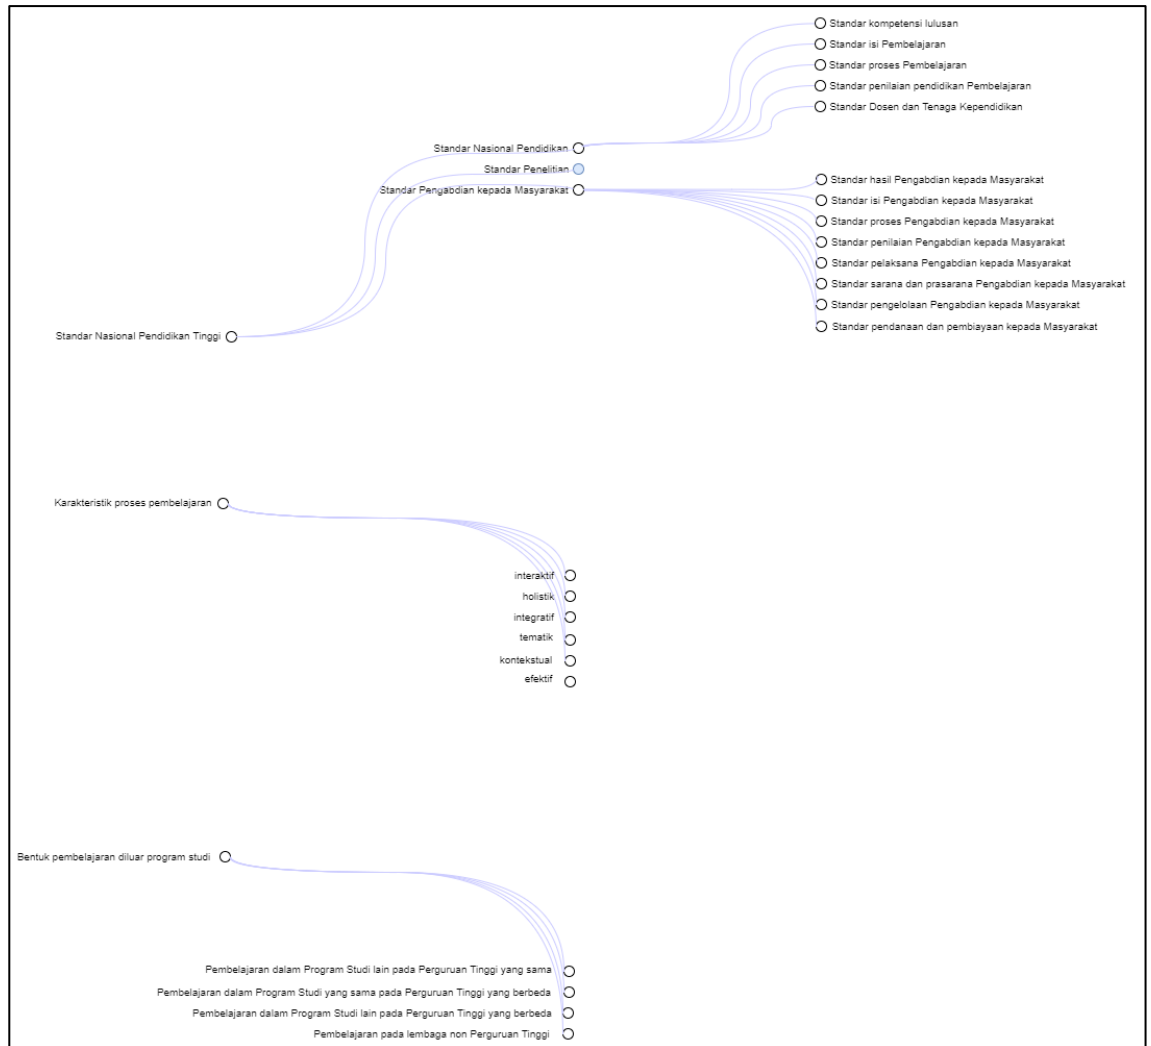 Standar kompetensi lulusan
Standar isi Pembelajaran
Standar proses Pembelajaran
Standar penilaian pendidikan Pembelajaran
Standar Dosen dan Tenaga Kependidikan
Standar Nasional Pendidikan
Standar Penelitian
Standar Pengabdian kepada Masyarakat
Standar hasil Pengabdian kepada Masyarakat
Standar isi Pengabdian kepada Masyarakat
Standar proses Pengabdian kepada Masyarakat
Standar penilaian Pengabdian kepada Masyarakat
Standar pelaksana Pengabdian kepada Masyarakat
Standar sarana dan prasarana Pengabdian kepada Masyarakat
Standar pengelolaan Pengabdian kepada Masyarakat
Standar pendanaan dan pembiayaan kepada Masyarakat
Standar Nasional Pendidikan Tinggi
Karakteristik proses pembelajaran
interaktif
holistik
integratif
tematik
kontekstual
efektif
Bentuk pembelajaran diluar program studi
Pembelajaran dalam Program Studi lain pada Perguruan Tinggi yang sama
Pembelajaran dalam Program Studi yang sama pada Perguruan Tinggi yang berbeda
Pembelajaran dalam Program Studi lain pada Perguruan Tinggi yang berbeda
Pembelajaran pada lembaga non Perguruan Tinggi